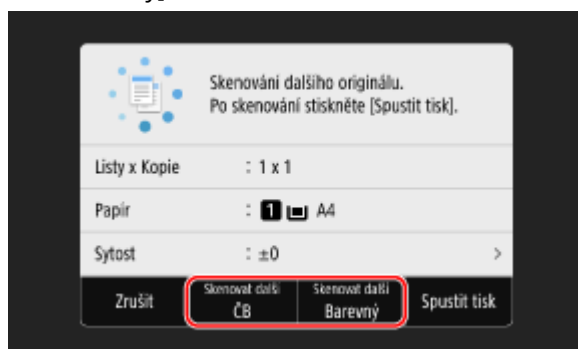 Skenování dalšího originálu.
Po skenování stiskněte [Spustit tisk].
Listy x Kopie : 1 x 1
Papír : 1 A4
Sytost : ±0 >
Zrušit
Skenovat další
ČB
Skenovat další
Barevný
Spustit tisk